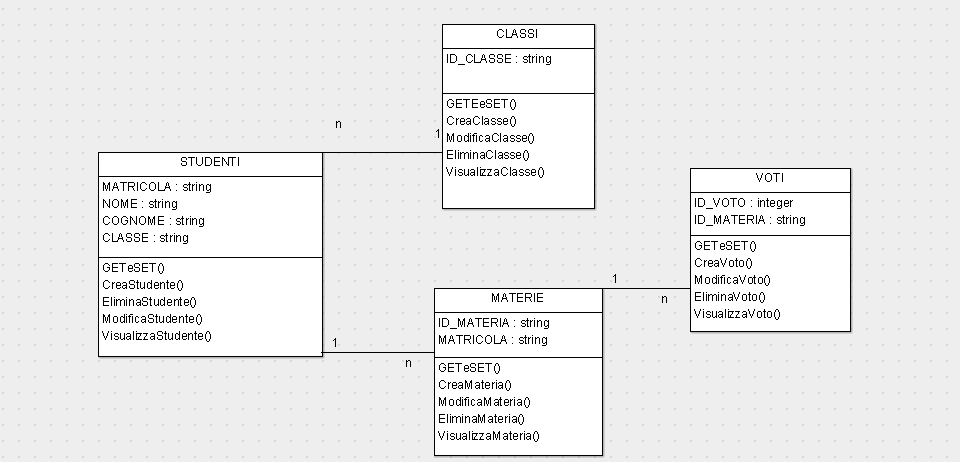 CLASSI
ID_CLASSE : string
GETEeSET()
CreaClasse()
ModificaClasse()
EliminaClasse()
VisualizzaClasse()
n
1
STUDENTI
MATRICOLA : string
NOME : string
COGNOME : string
CLASSE : string
GETeSET()
CreaStudente()
EliminaStudente()
ModificaStudente()
VisualizzaStudente()
VOTI
ID_VOTO : integer
ID_MATERIA : string
GETeSET()
CreaVoto()
ModificaVoto()
EliminaVoto()
VisualizzaVoto()
1
n
MATERIE
ID_MATERIA : string
MATRICOLA : string
GETeSET()
CreaMateria()
ModificaMateria()
EliminaMateria()
VisualizzaMateria()
1
n